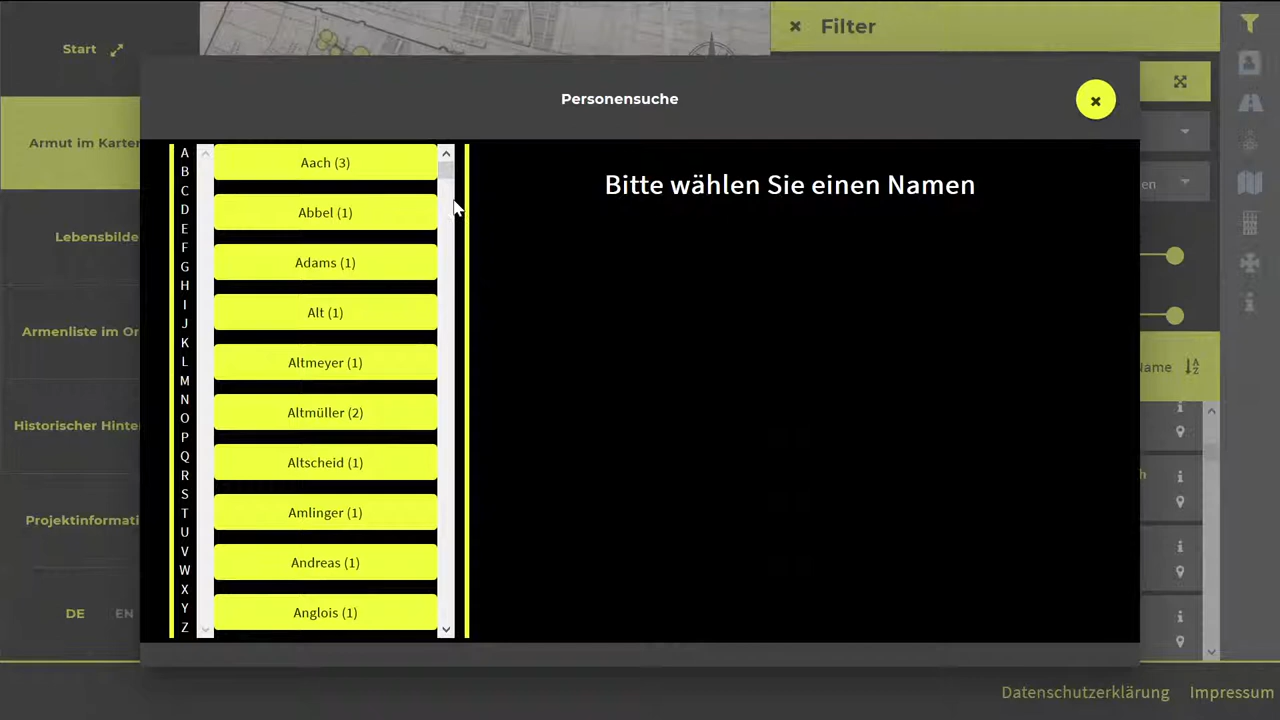 Start
Filter
Personensuche
Armut im Karten
Lebensbilde
Armenliste im Or
Historischer Hinter
Projektinformati
DE EN
A
B
C
D
E
F
G
H
I
J
K
L
M
N
O
P
Q
R
S
T
U
V
W
X
Y
Z
Aach (3)
Abbel (1)
Adams (1)
Alt (1)
Altmeyer (1)
Altmüller (2)
Altscheid (1)
Amlinger (1)
Andreas (1)
Anglois (1)
Bitte wählen Sie einen Namen
en
Name
h
Datenschutzerklärung Impressum